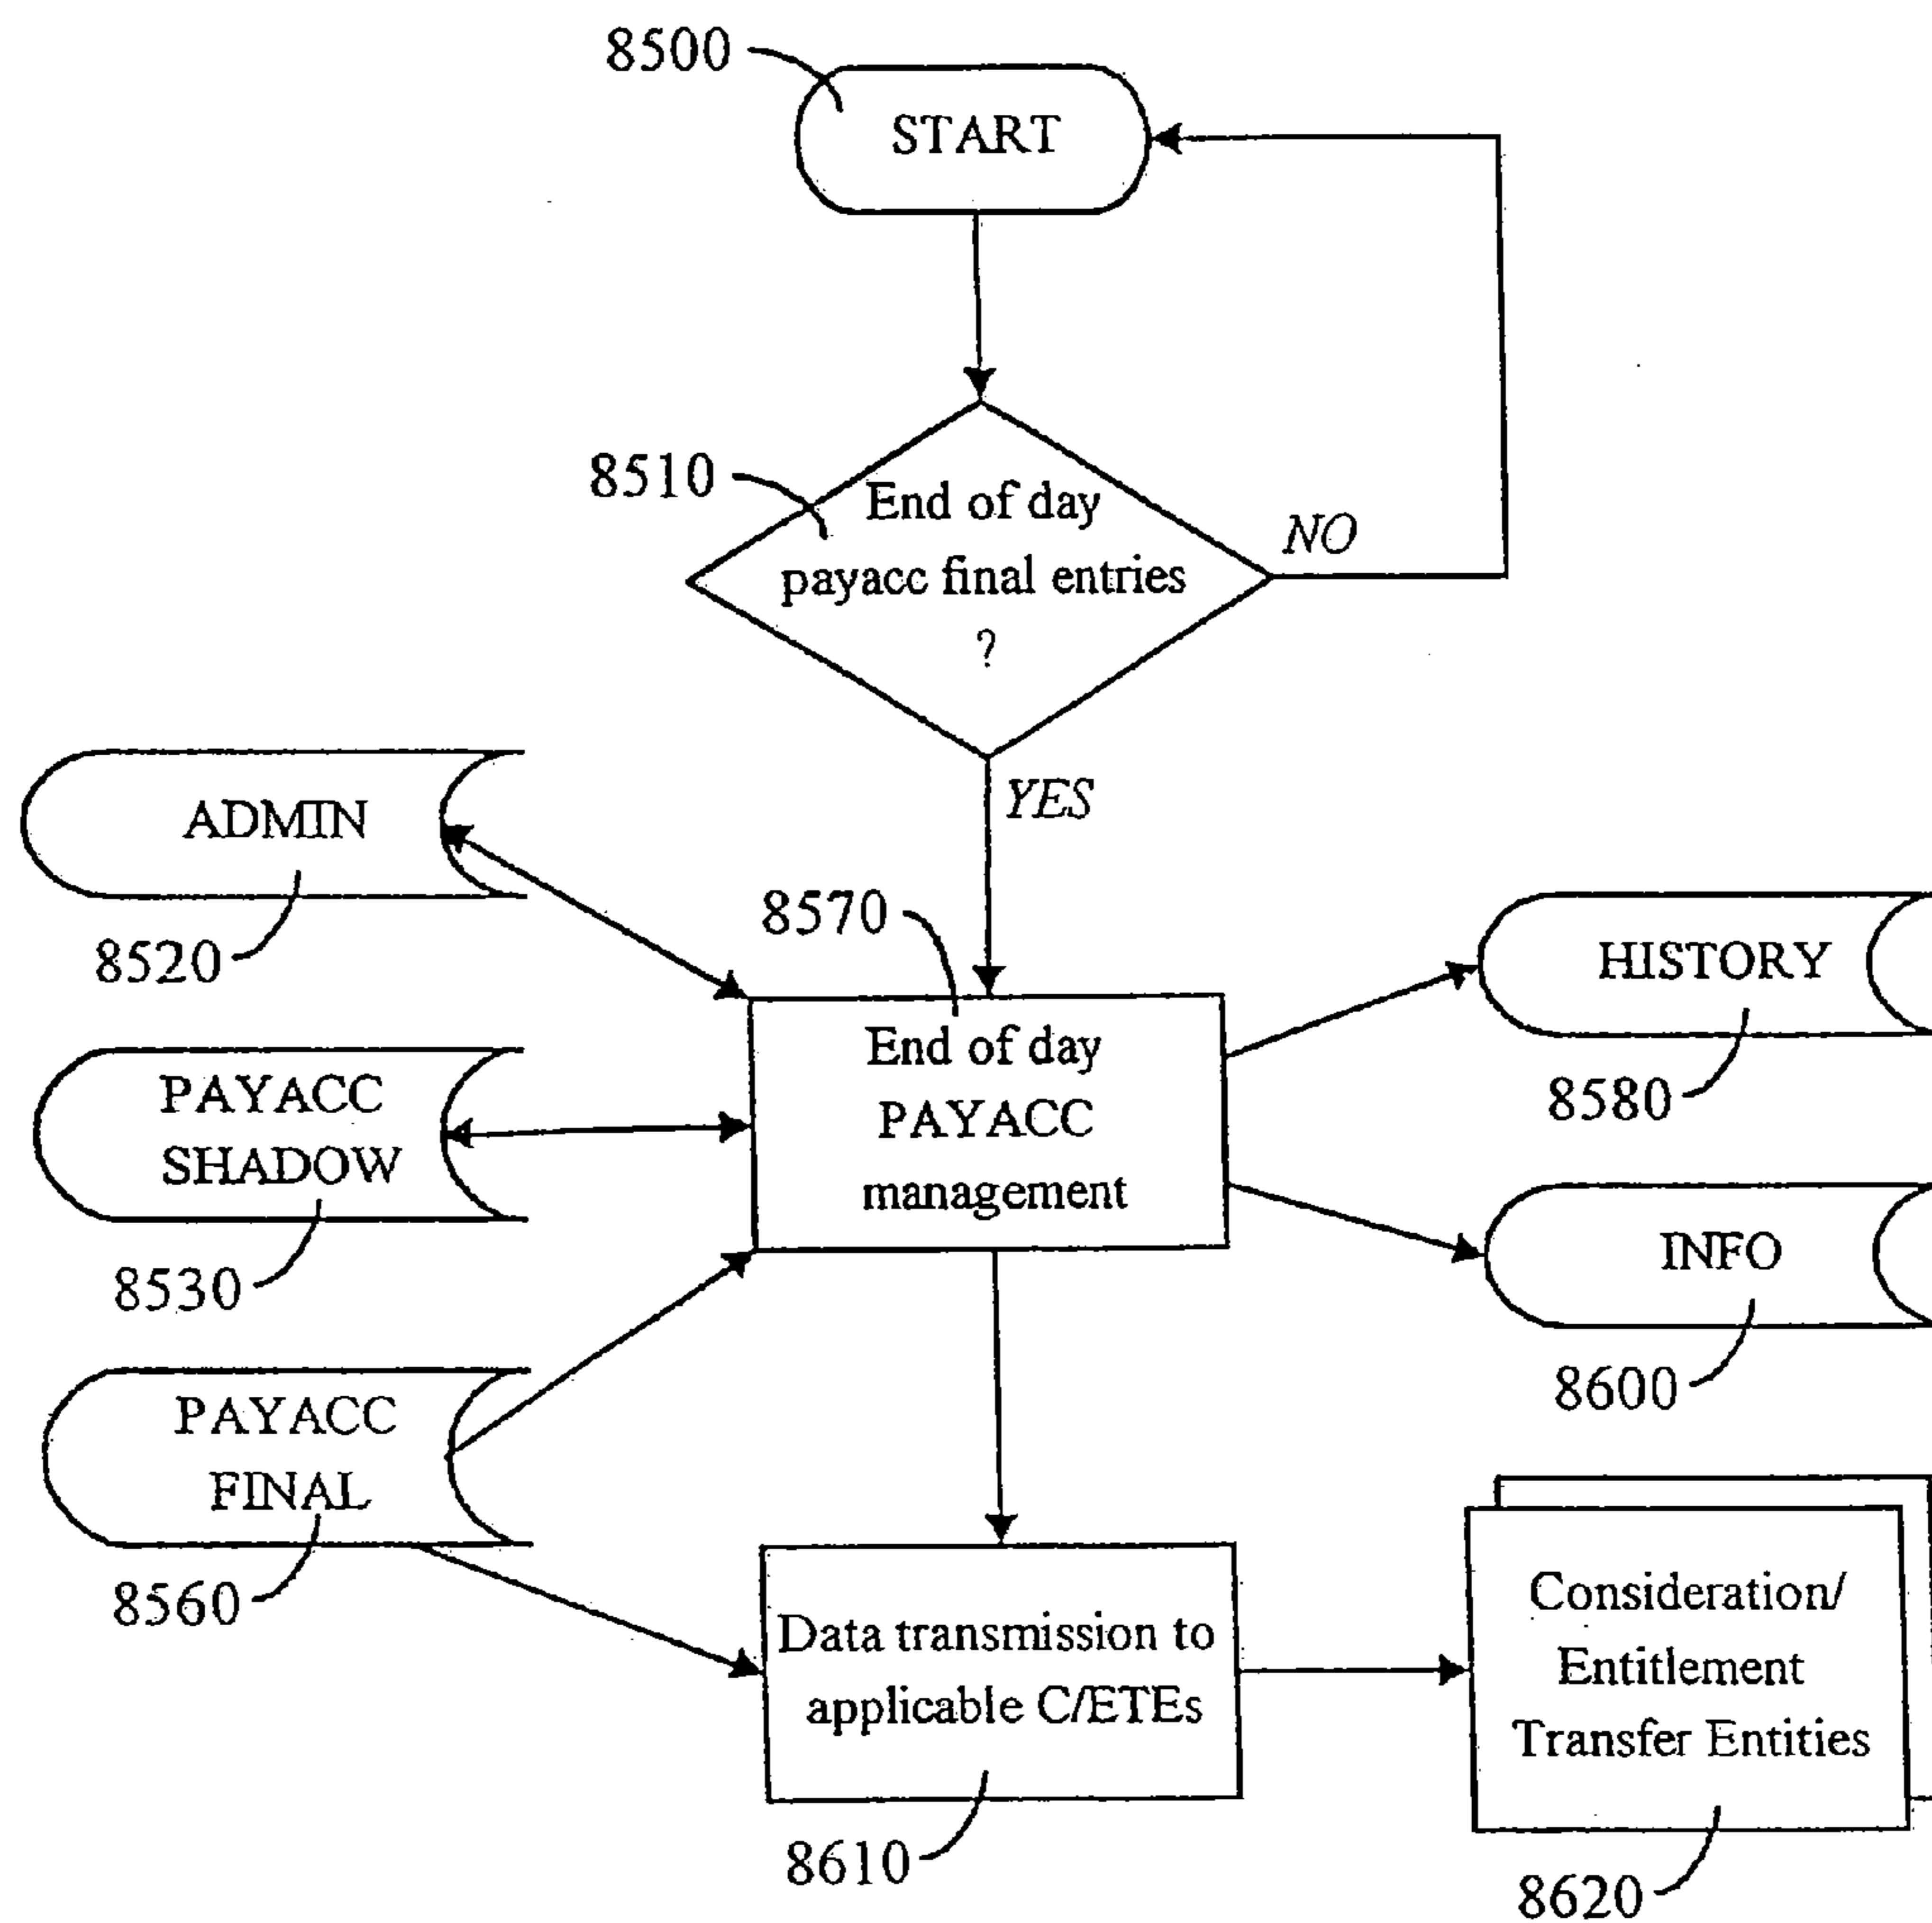 8500
START
8510
End of day
payacc final entries
?
NO
YES
ADMIN
8520
8570
HISTORY
8580
PAYACC
SHADOW
8530
End of day
PAYACC
management
INFO
8600
PAYACC
FINAL
8560
Data transmission to
applicable C/ETEs
8610
Consideration/
Entitlement
Transfer Entities
8620